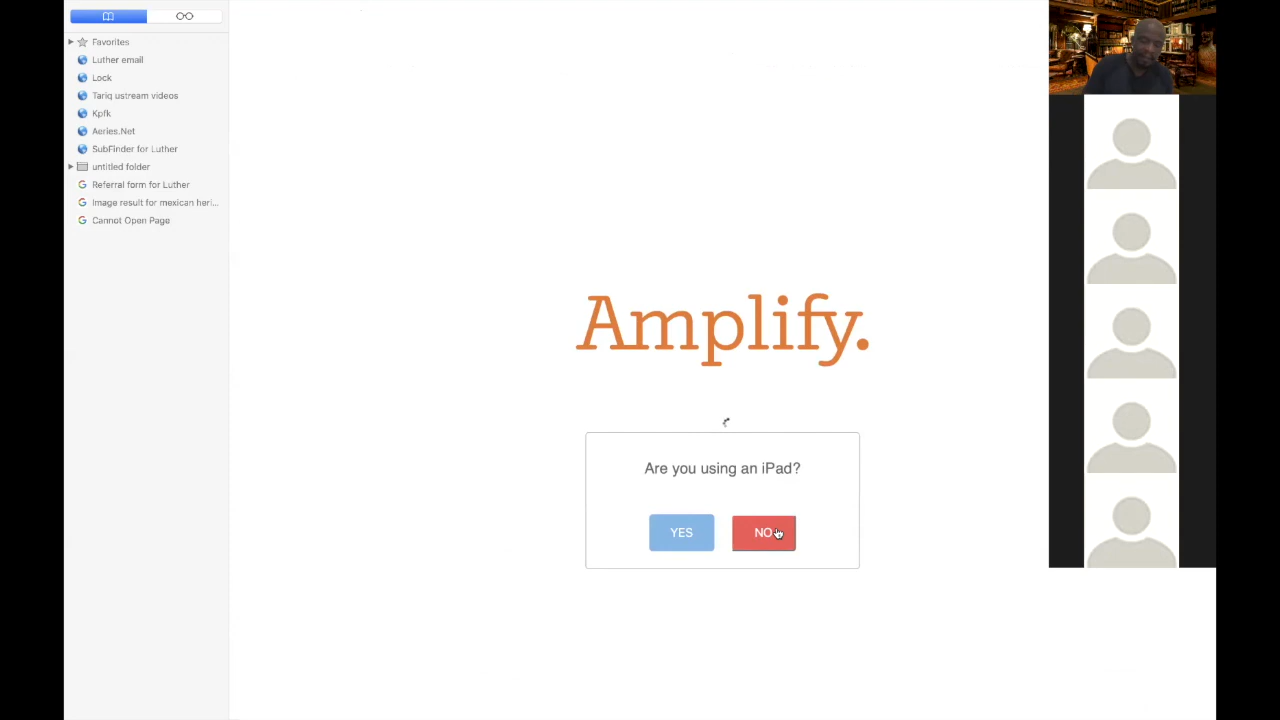 Favorites
Luther email
Lock
Tariq ustream videos
Kpfk
Aeries.Net
SubFinder for Luther
untitled folder
Referral form for Luther
Image result for mexican heri...
Cannot Open Page
Amplify.
Are you using an iPad?
YES
NO